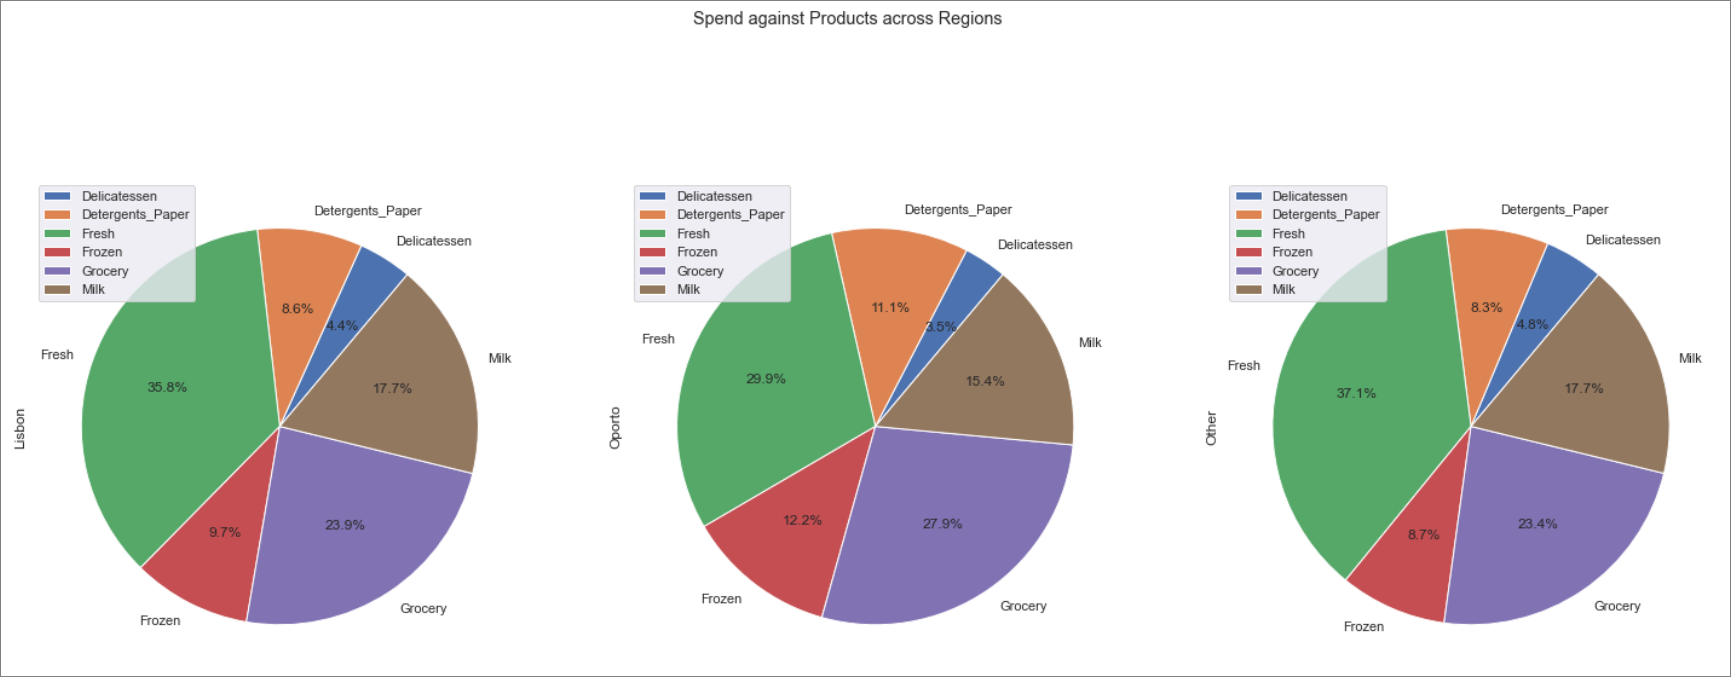 Spend against Products across Regions
Delicatessen
Detergents_Paper
Fresh
Frozen
Grocery
Milk
Detergents_Paper
Delicatessen
8.6%
4.4%
Fresh
Milk
35.8%
17.7%
Lisbon
23.9%
9.7%
Grocery
Frozen
Delicatessen
Detergents_Paper
Fresh
Frozen
Grocery
Milk
Detergents_Paper
Delicatessen
11.1%
3.5%
Fresh
Milk
29.9%
15.4%
Oporto
12.2%
27.9%
Frozen
Grocery
Delicatessen
Detergents_Paper
Fresh
Frozen
Grocery
Milk
Detergents_Paper
Delicatessen
8.3%
4.8%
Milk
Fresh
17.7%
37.1%
Other
23.4%
8.7%
Grocery
Frozen